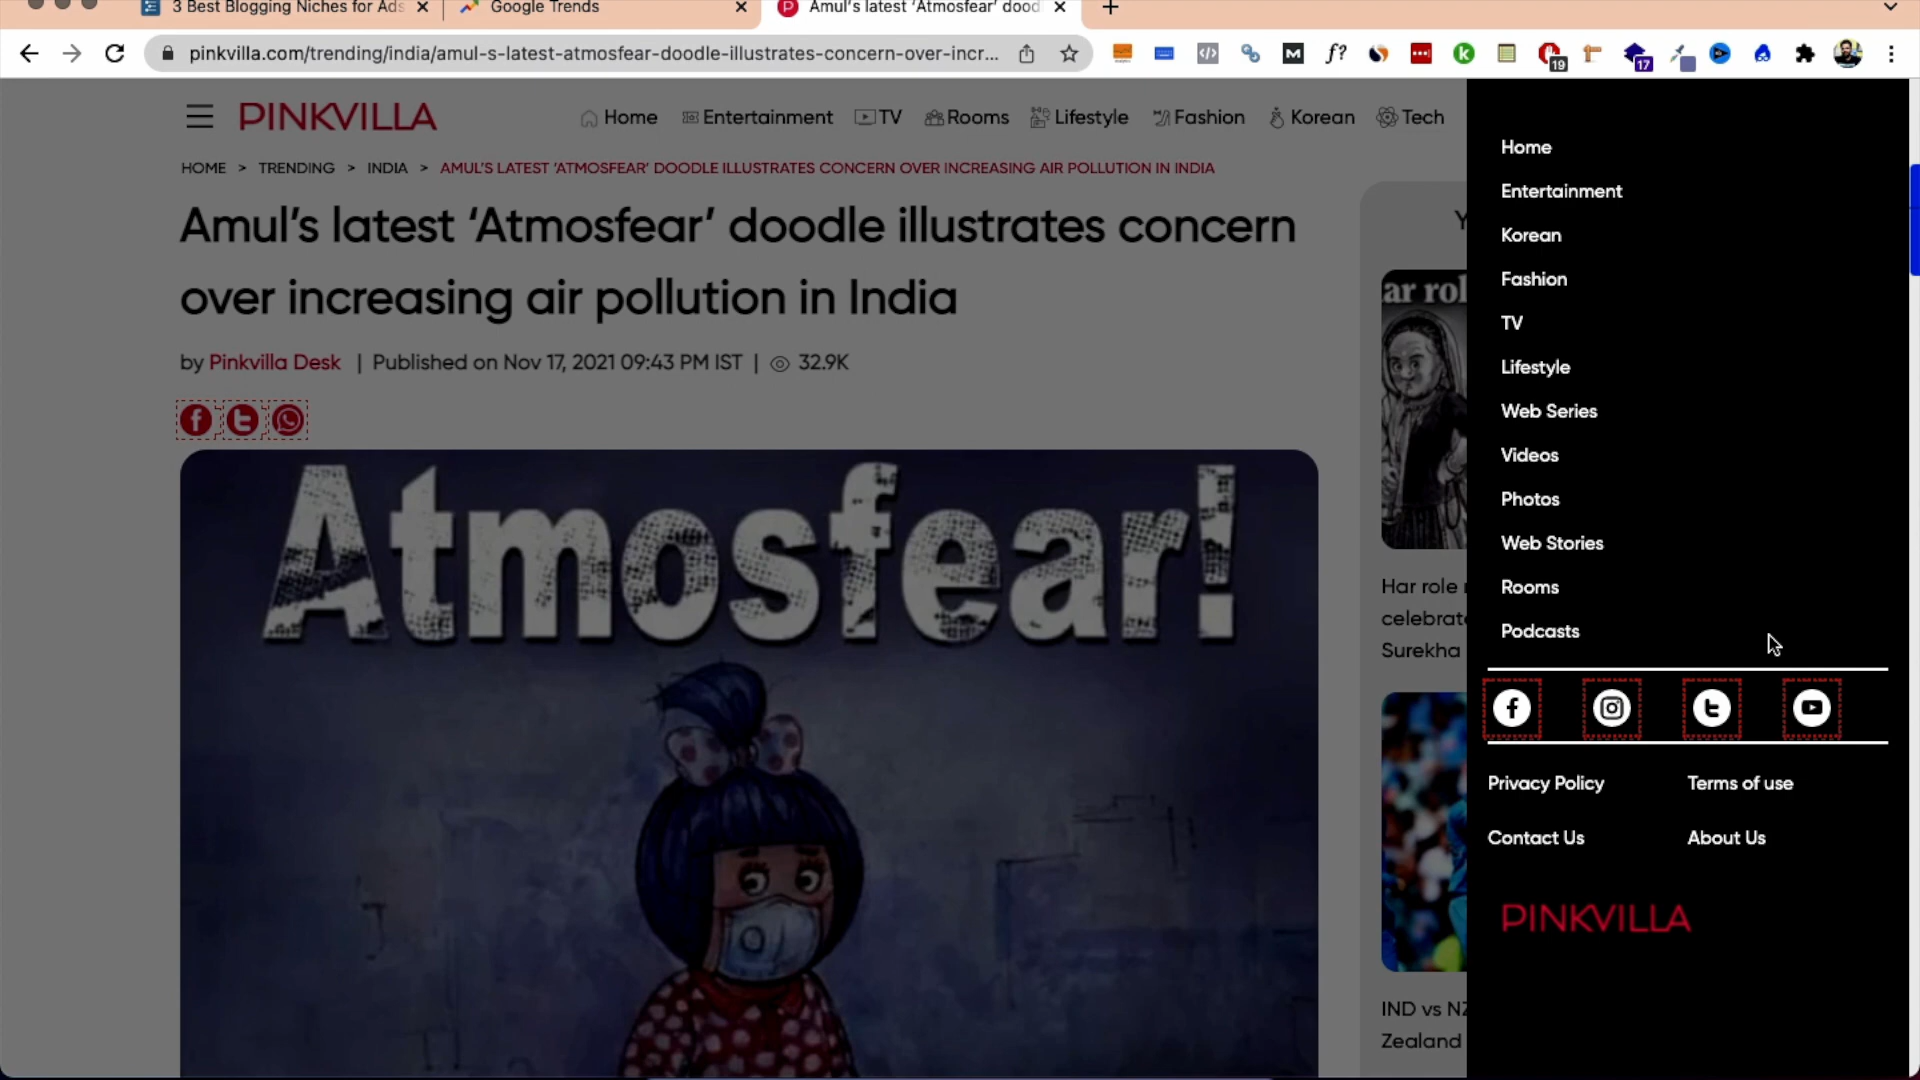 3 Best Blogging Niches for Ads
Google Trends
Amul's latest 'Atmosfear' dood
pinkvilla.com/trending/india/amul-s-latest-atmosfear-doodle-illustrates-concern-over-incr...
19
17
PINKVILLA
Home
Entertainment
TV
Rooms
Lifestyle
Fashion
Korean
Tech
HOME > TRENDING > INDIA > AMUL'S LATEST 'ATMOSFEAR' DOODLE ILLUSTRATES CONCERN OVER INCREASING AIR POLLUTION IN INDIA
Amul's latest 'Atmosfear' doodle illustrates concern
over increasing air pollution in India
by Pinkvilla Desk | Published on Nov 17, 2021 09:43 PM IST | 32.9K
Atmosfear!
ar rol
Har role
celebrat
Surekha
IND vs NZ
Zealand
Home
Entertainment
Korean
Fashion
TV
Lifestyle
Web Series
Videos
Photos
Web Stories
Rooms
Podcasts
Privacy Policy
Terms of use
Contact Us
About Us
PINKVILLA